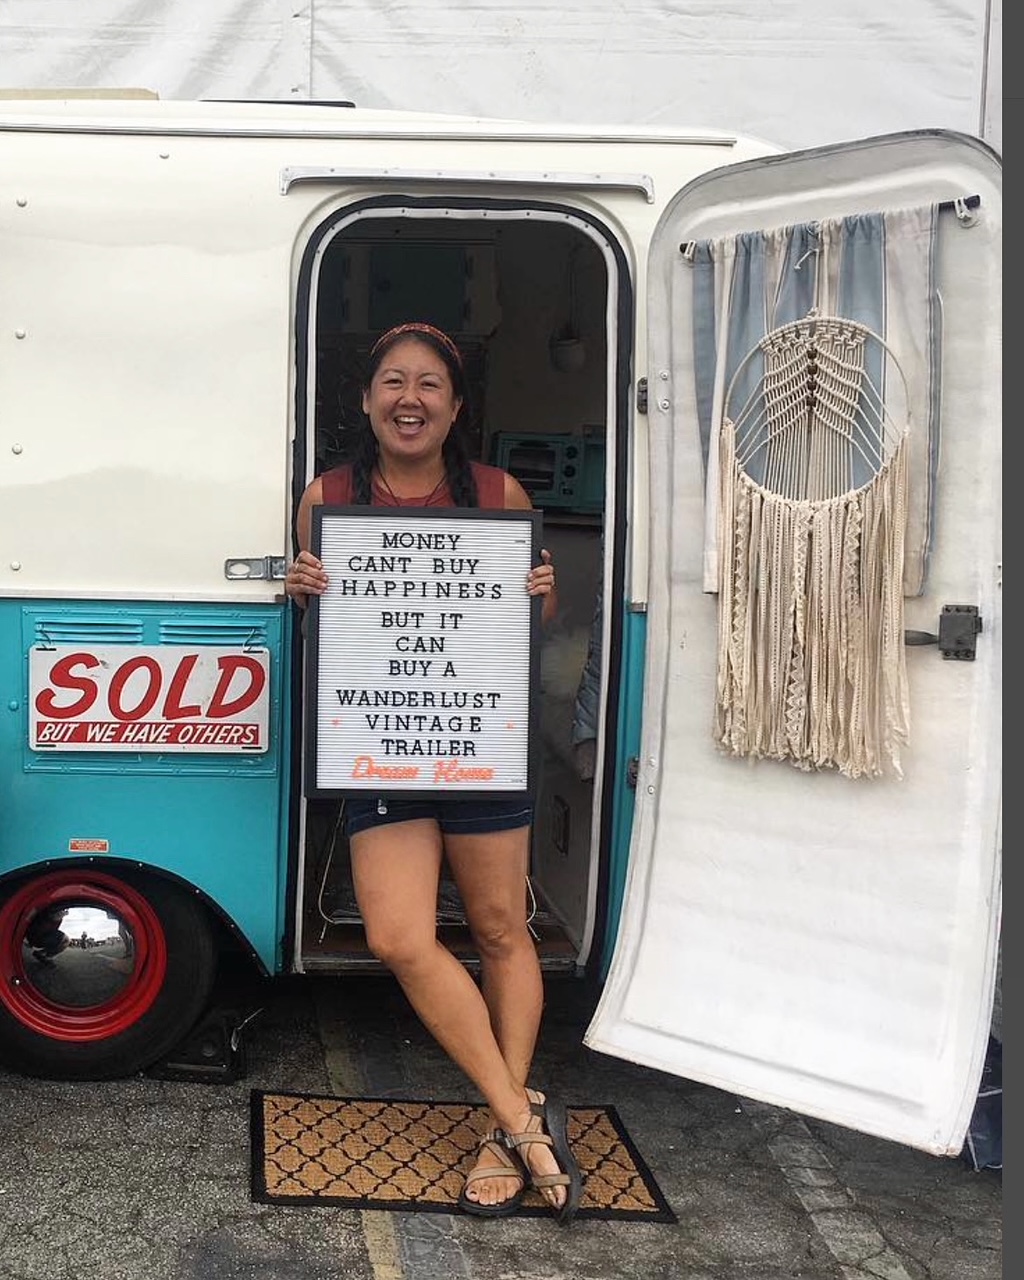 MONEY
CANT BUY
HAPPINESS
BUT IT
CAN
BUY A
WANDERLUST
VINTAGE
TRAILER
Dream Home
SOLD
BUT WE HAVE OTHERS